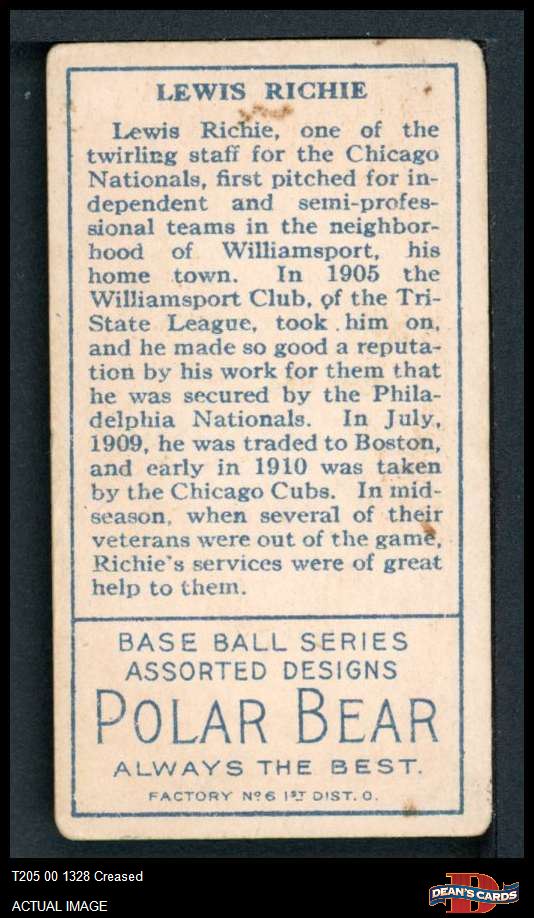 LEWIS RICHIE
Lewis Richie, one of the
twirling staff for the Chicago
Nationals, first pitched for in-
dependent and semi-profes-
sional teams in the neighbor-
hood of Williamsport, his
home town. In 1905 the
Williamsport Club, of the Tri-
State League, took him on,
and he made so good a reputa-
tion by his work for them that
he was secured by the Phila-
delphia Nationals. In July,
1909, he was traded to Boston,
and early in 1910 was taken
by the Chicago Cubs. In mid-
season, when several of their
veterans were out of the game,
Richie's services were of great
help to them.
BASE BALL SERIES
ASSORTED DESIGNS
POLAR BEAR
ALWAYS THE BEST.
FACTORY Nº 6 1ST DIST. O.
T205 00 1328 Creased
ACTUAL IMAGE
D
DEAN'S CARDS